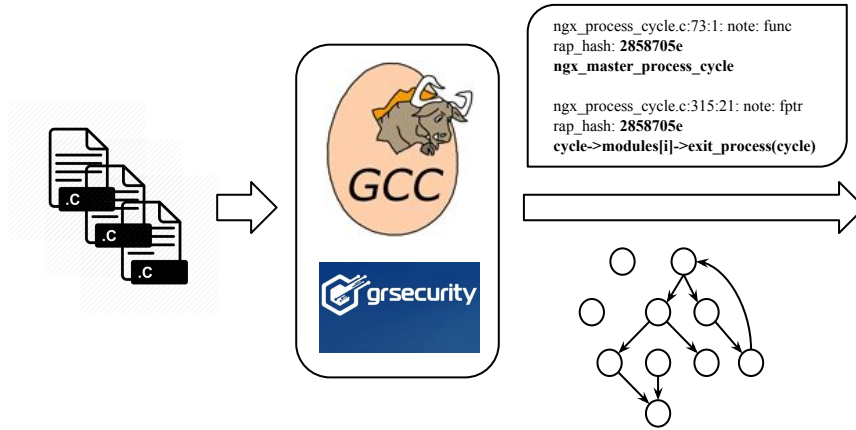 ngx_process_cycle.c:73:1: note: func
rap_hash: 2858705e
ngx_master_process_cycle
ngx_process_cycle.c:315:21: note: fptr
rap_hash: 2858705e
cycle->modules[i]->exit_process(cycle)
.C
.C
.C
GCC
grsecurity